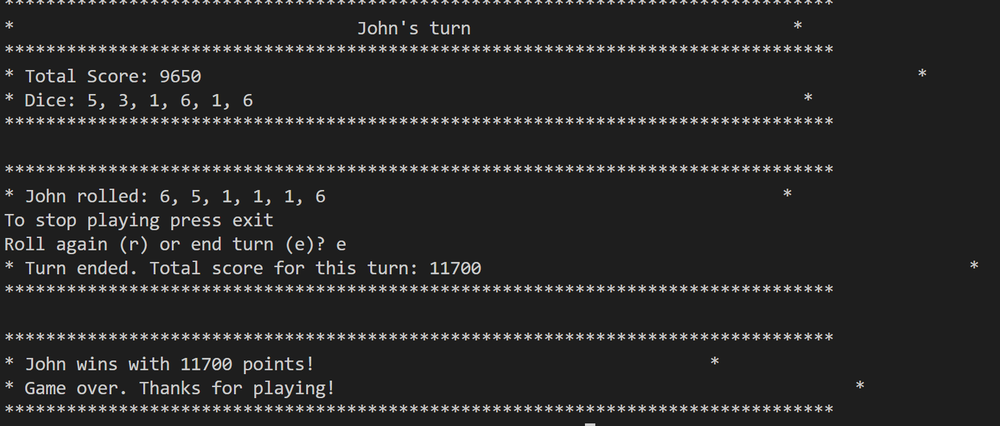 ********************************************************************************
*                                 John's turn                               *
********************************************************************************
* Total Score: 9650                                                                     *
* Dice: 5, 3, 1, 6, 1, 6                                                     *
********************************************************************************
********************************************************************************
* John rolled: 6, 5, 1, 1, 1, 6                                            *
To stop playing press exit
Roll again (r) or end turn (e)? e
* Turn ended. Total score for this turn: 11700                                               *
********************************************************************************
********************************************************************************
* John wins with 11700 points!                                      *
* Game over. Thanks for playing!                                                  *
********************************************************************************